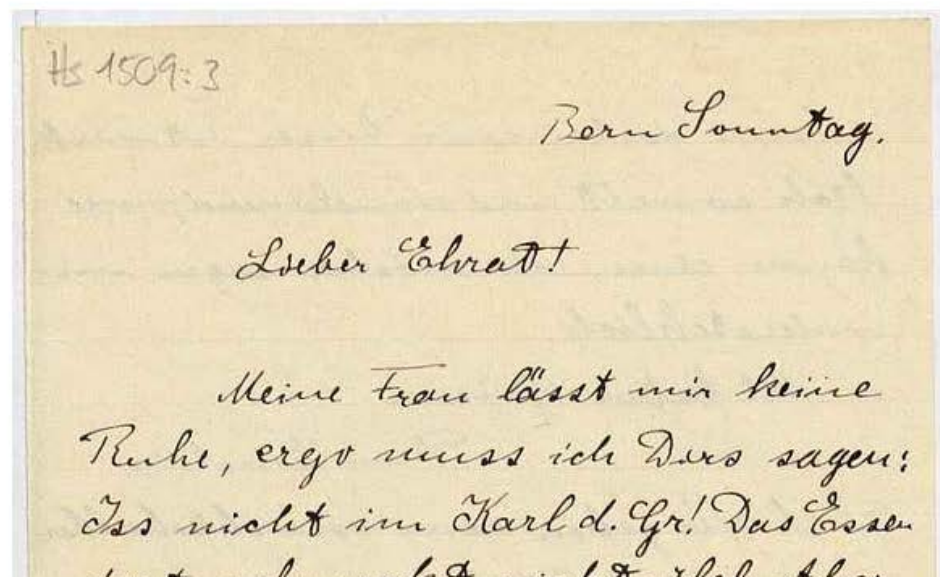 Hs 1509:3
Bern Sonntag.
Lieber Ehrat!
Meine Frau lässt mir keine
Ruhe, ergo muss ich Dirs sagen:
Iss nicht im Karl d. Gr! Das Essen